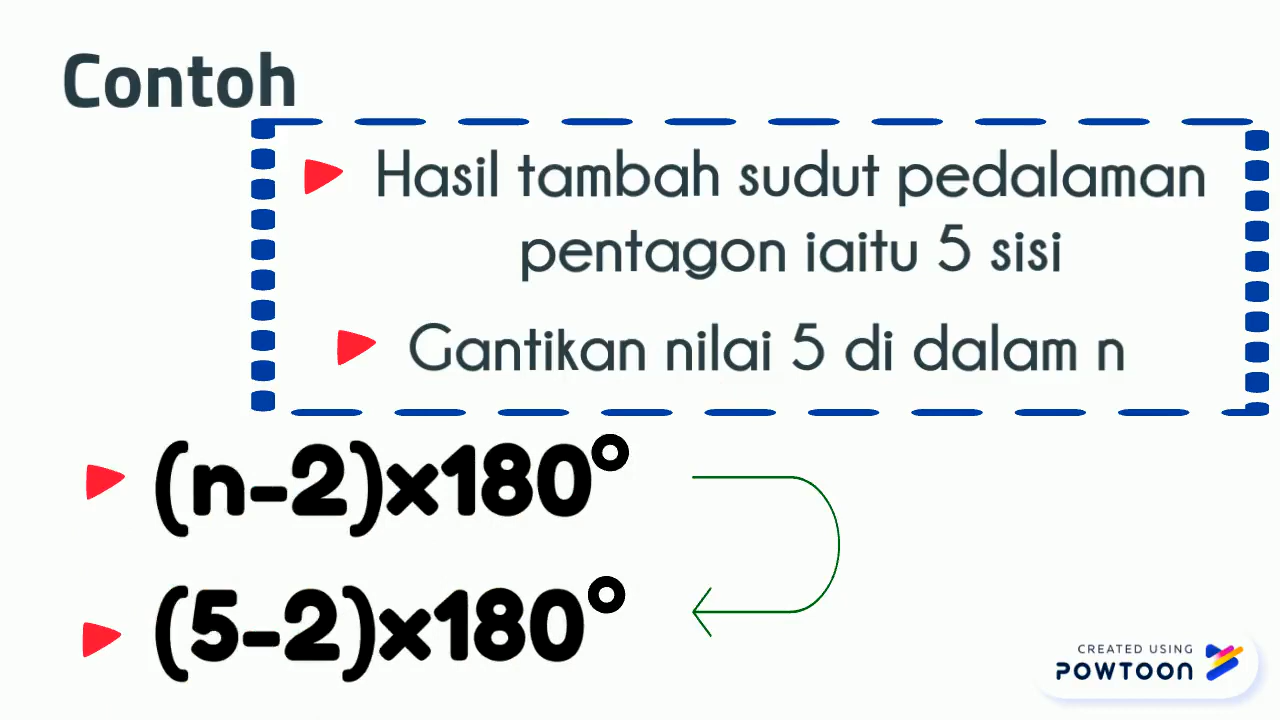 Contoh
Hasil tambah sudut pedalaman
pentagon iaitu 5 sisi
Gantikan nilai 5 di dalam n
(n-2)×180°
(5-2)×180°
CREATED USING
POWTOON